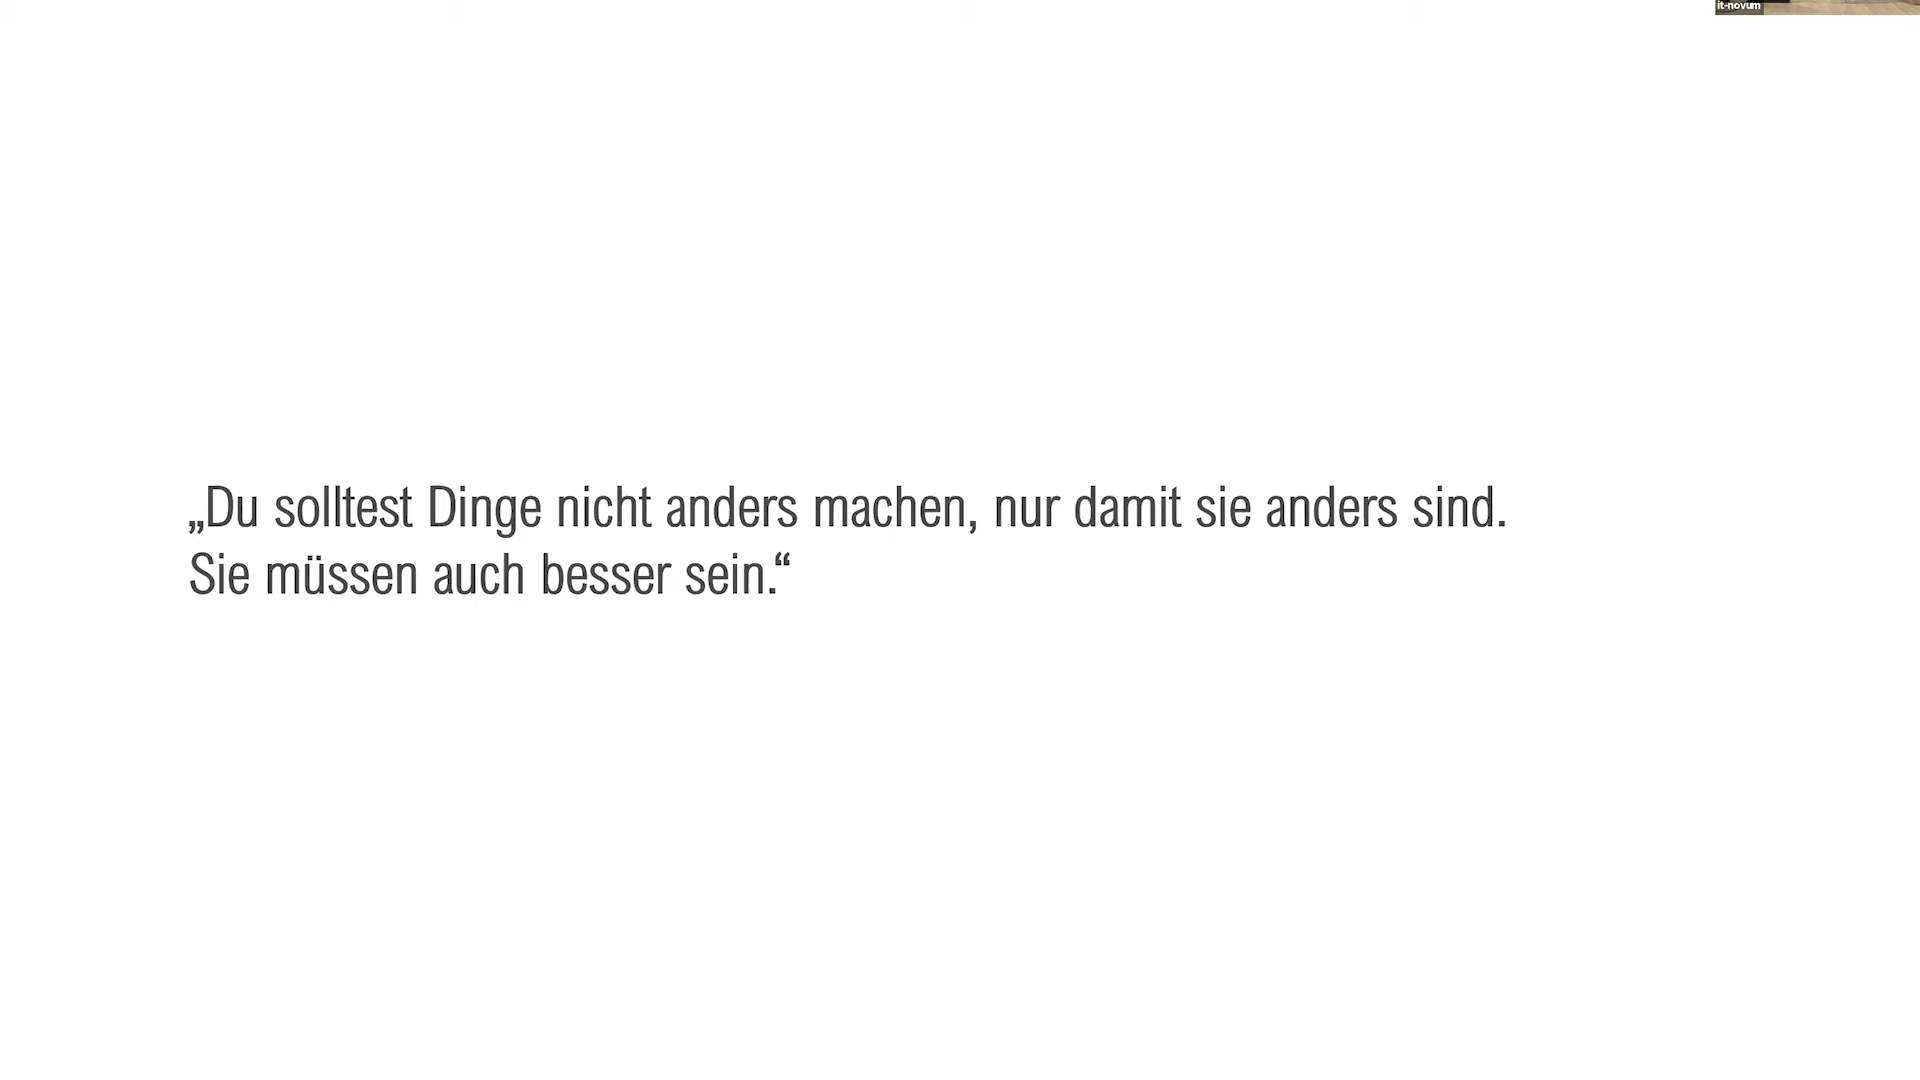 it-novum
„Du solltest Dinge nicht anders machen, nur damit sie anders sind.
Sie müssen auch besser sein.“